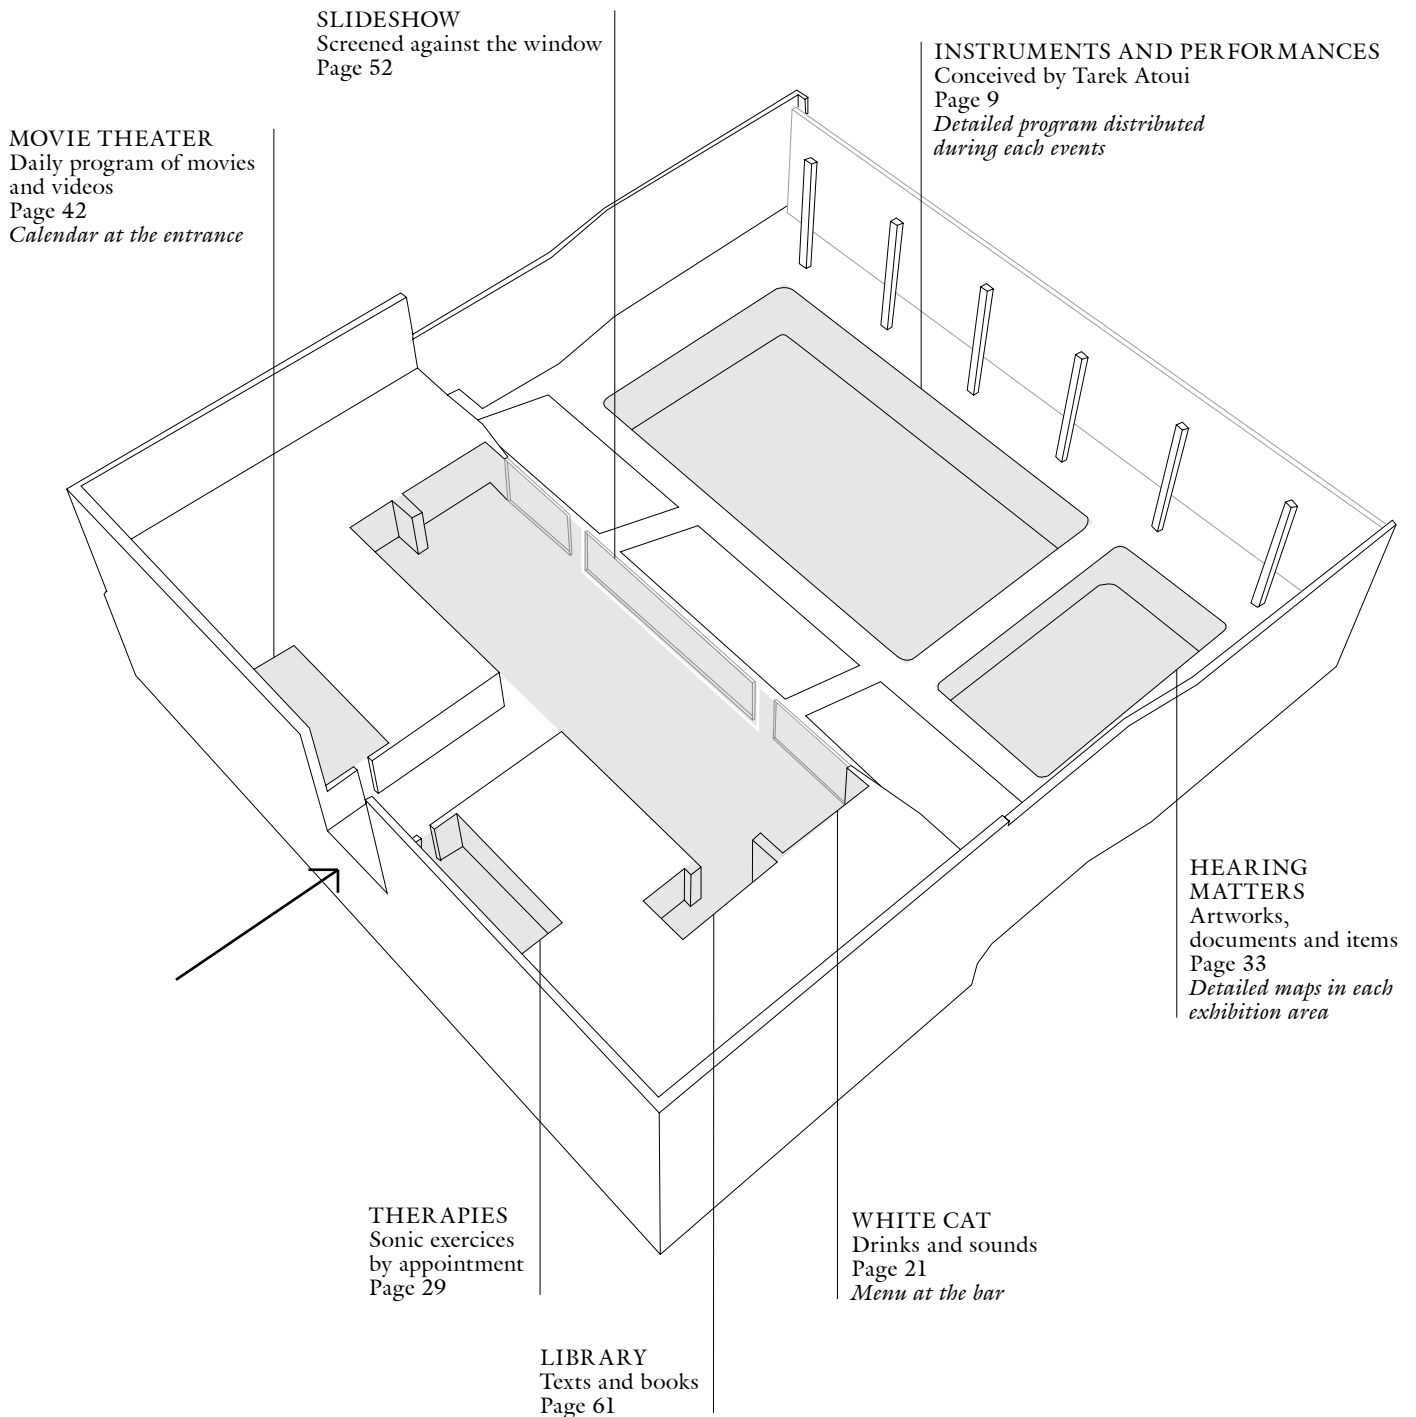 SLIDESHOW
Screened against the window
Page 52
INSTRUMENTS AND PERFORMANCES
Conceived by Tarek Atoui
Page 9
Detailed program distributed
during each events
MOVIE THEATER
Daily program of movies
and videos
Page 42
Calendar at the entrance
HEARING
MATTERS
Artworks,
documents and items
Page 33
Detailed maps in each
exhibition area
THERAPIES
Sonic exercices
by appointment
Page 29
WHITE CAT
Drinks and sounds
Page 21
Menu at the bar
LIBRARY
Texts and books
Page 61